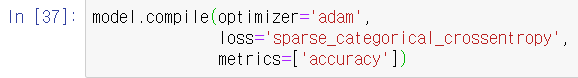 In [37]: model.compile(optimizer='adam',
loss='sparse_categorical_crossentropy',
metrics=['accuracy'])